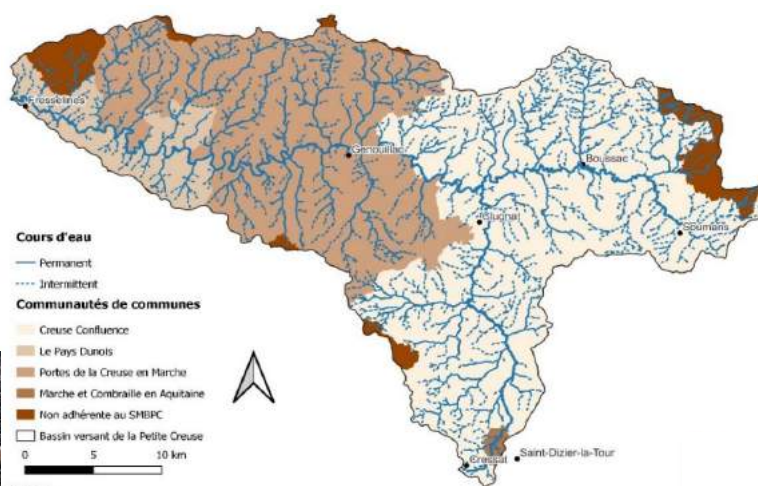 Fresselines
Genouillac
Boussac
Clugnat
Soumans
Cours d'eau
Permanent
Intermittent
Communautés de communes
Creuse Confluence
Le Pays Dunois
Portes de la Creuse en Marche
Marche et Combraille en Aquitaine
Non adhérente au SMBPC
Bassin versant de la Petite Creuse
0 5 10 km
Cressat
Saint-Dizier-la-Tour